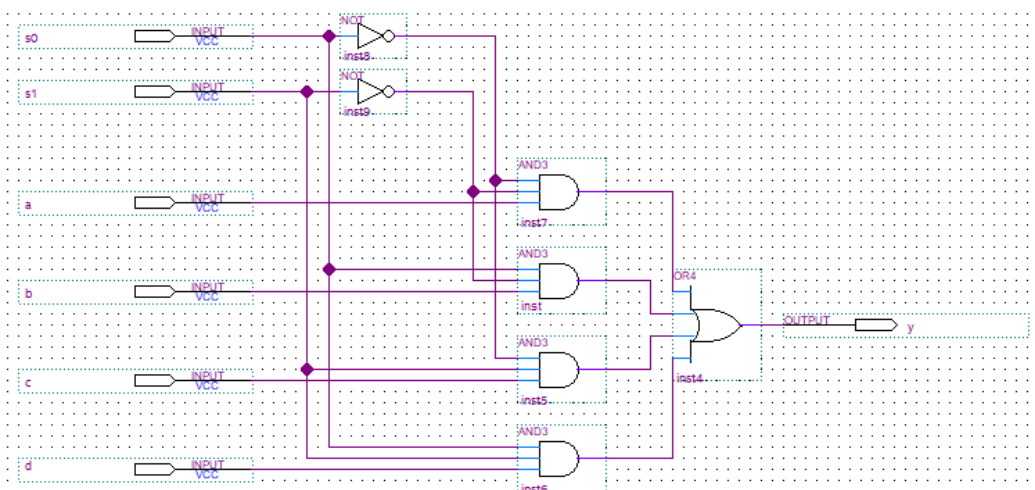 NOT
s0 INPUT VCC
inst8
NOT
s1 INPUT VCC
inst9
AND3
a INPUT VCC
inst7
AND3
b INPUT VCC
inst
OR4
OUTPUT y
AND3
c INPUT VCC
inst5
inst4
AND3
d INPUT VCC
inst6